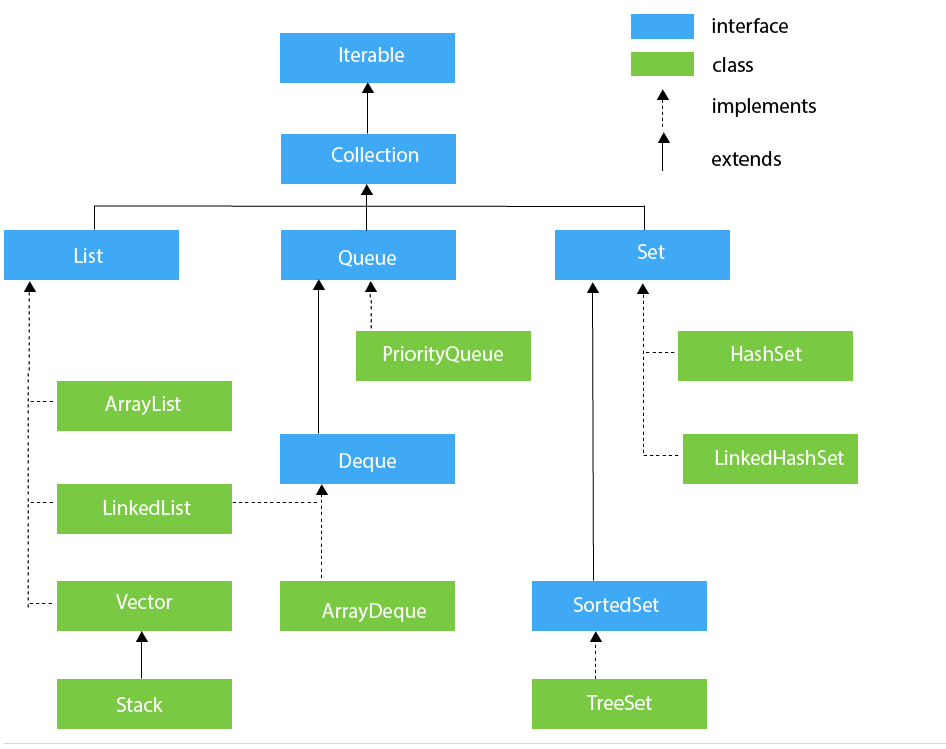 interface
Iterable
class
implements
Collection
extends
List
Queue
Set
PriorityQueue
HashSet
ArrayList
Deque
LinkedHashSet
LinkedList
Vector
ArrayDeque
SortedSet
Stack
TreeSet